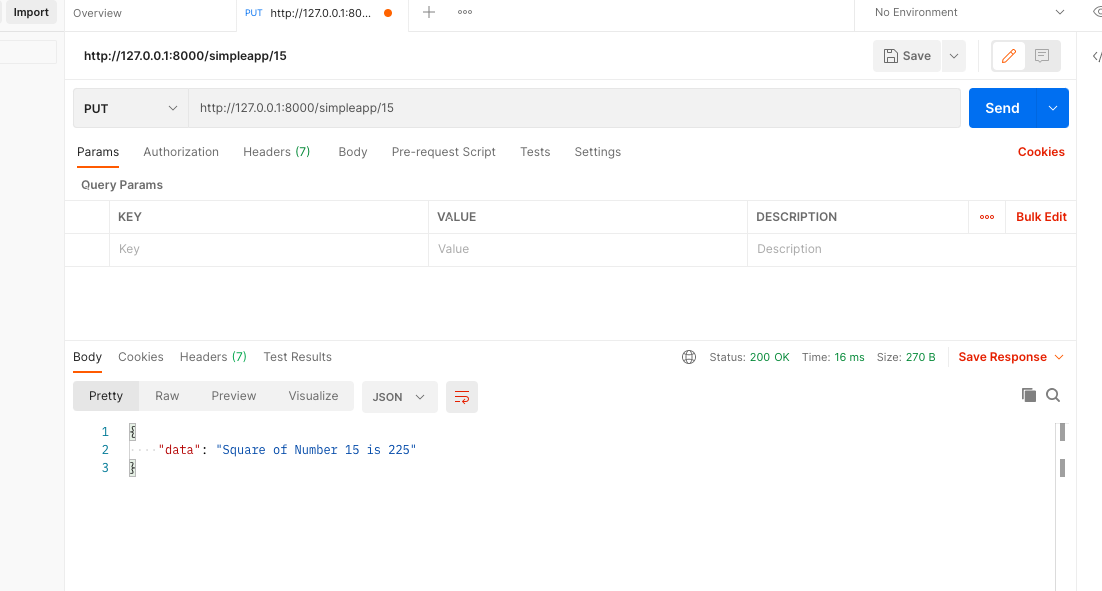 Import Overview PUT http://127.0.0.1:80... No Environment
http://127.0.0.1:8000/simpleapp/15 Save
PUT http://127.0.0.1:8000/simpleapp/15 Send
Params Authorization Headers (7) Body Pre-request Script Tests Settings Cookies
Query Params
KEY VALUE DESCRIPTION Bulk Edit
Key Value Description
Body Cookies Headers (7) Test Results Status: 200 OK Time: 16 ms Size: 270 B Save Response
Pretty Raw Preview Visualize JSON
1 {
2 "data": "Square of Number 15 is 225"
3 }